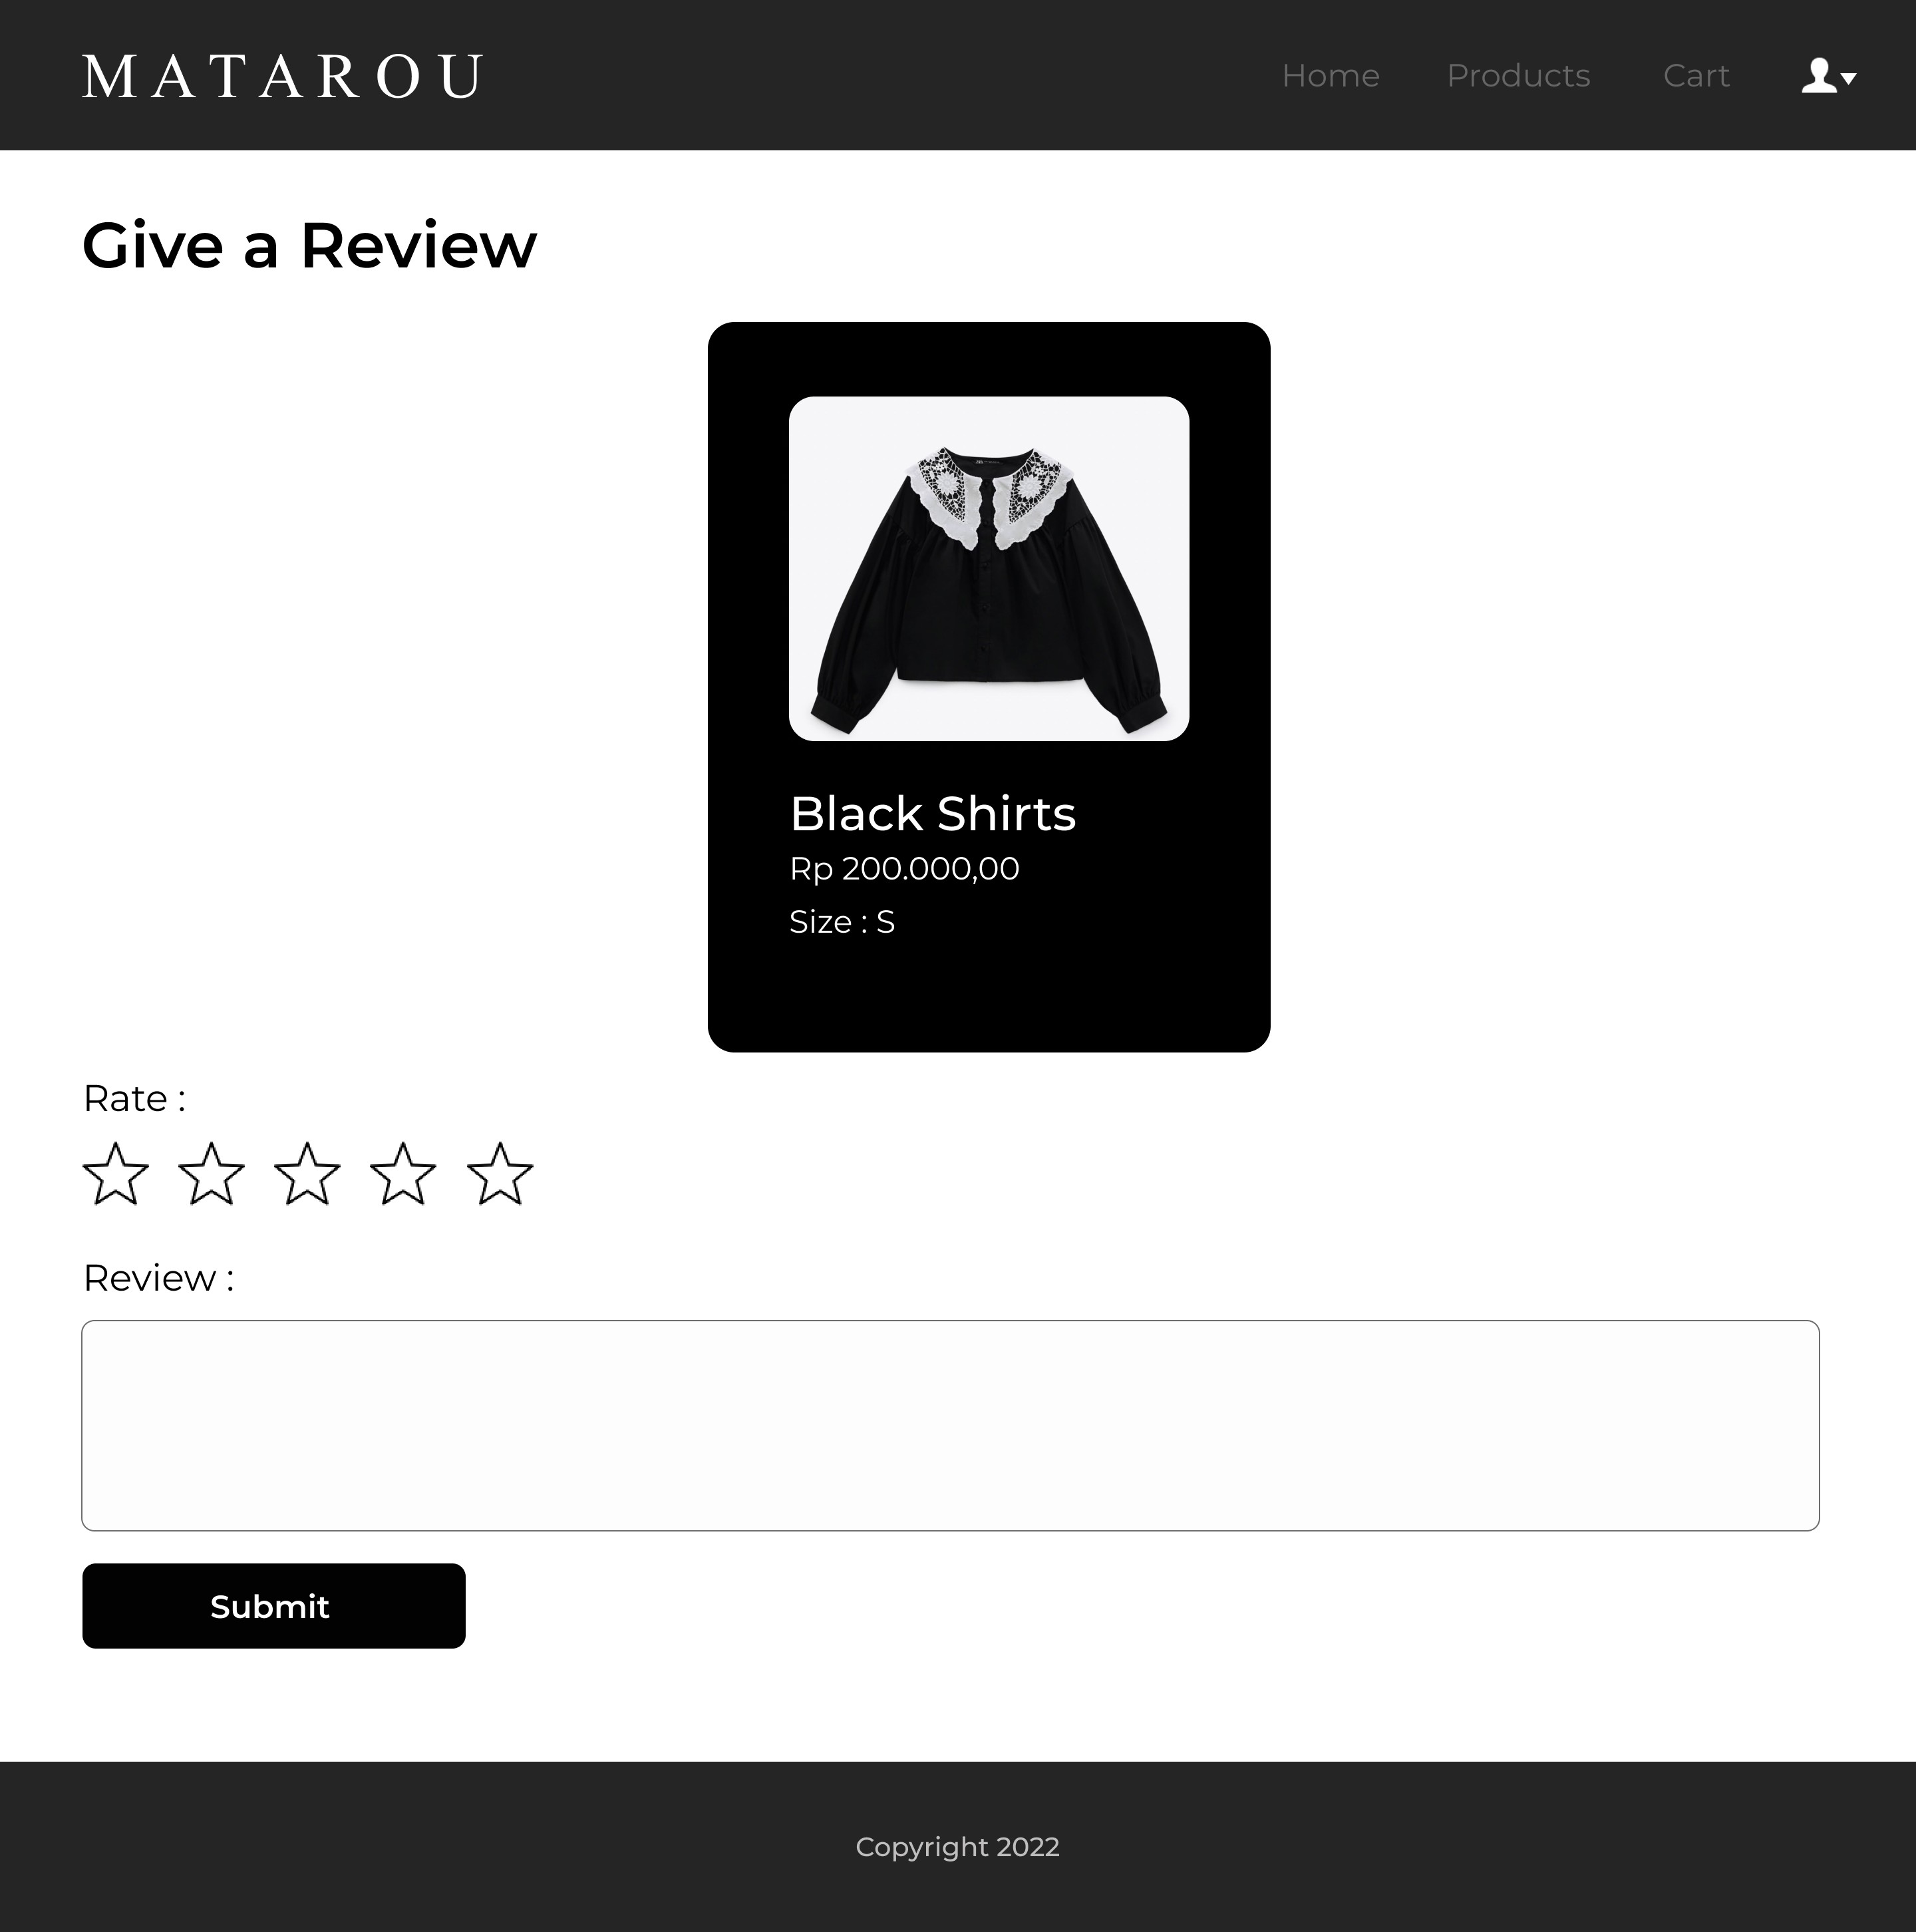 MATAROU
Home Products Cart
Give a Review
Black Shirts
Rp 200.000,00
Size : S
Rate :
Review :
Submit
Copyright 2022